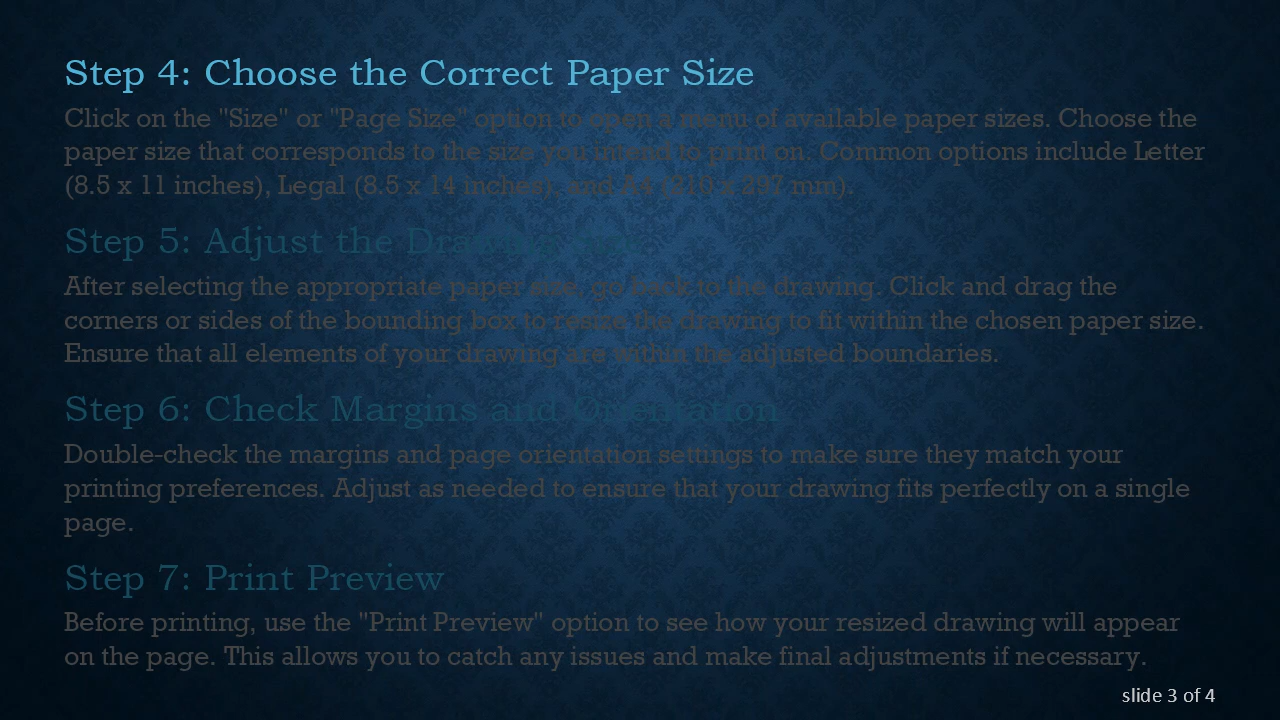 Step 4: Choose the Correct Paper Size
Click on the "Size" or "Page Size" option to open a menu of available paper sizes. Choose the
paper size that corresponds to the size you intend to print on. Common options include Letter
(8.5 x 11 inches), Legal (8.5 x 14 inches), and A4 (210 x 297 mm).
Step 5: Adjust the Drawing Size
After selecting the appropriate paper size, go back to the drawing. Click and drag the
corners or sides of the bounding box to resize the drawing to fit within the chosen paper size.
Ensure that all elements of your drawing are within the adjusted boundaries.
Step 6: Check Margins and Orientation
Double-check the margins and page orientation settings to make sure they match your
printing preferences. Adjust as needed to ensure that your drawing fits perfectly on a single
page.
Step 7: Print Preview
Before printing, use the "Print Preview" option to see how your resized drawing will appear
on the page. This allows you to catch any issues and make final adjustments if necessary.
slide 3 of 4